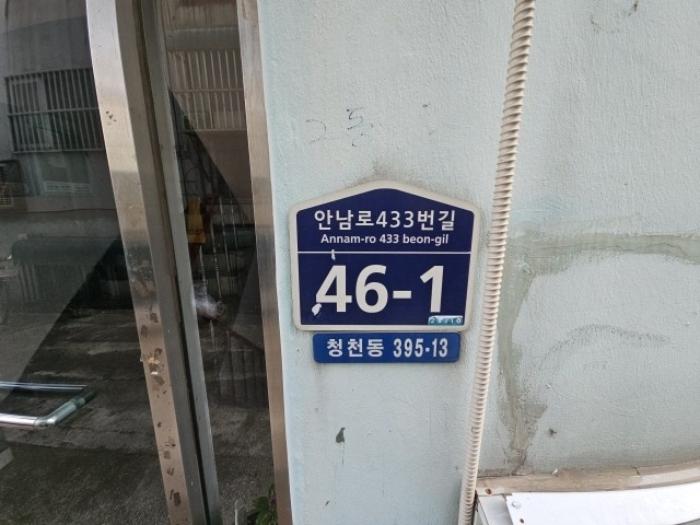 안남로433번길
Annam-ro 433 beon-gil
46-1
청천동 395-13